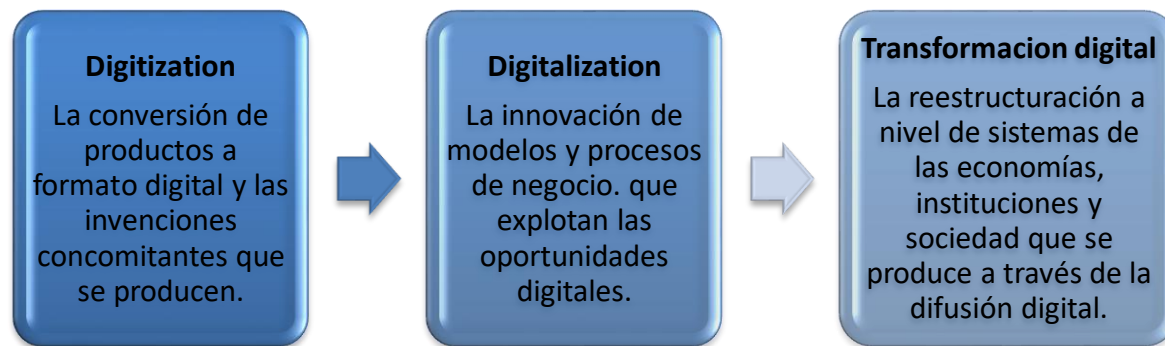 Digitization
La conversión de
productos a
formato digital y las
invenciones
concomitantes que
se producen.
Digitalization
La innovación de
modelos y procesos
de negocio. que
explotan las
oportunidades
digitales.
Transformacion digital
La reestructuración a
nivel de sistemas de
las economías,
instituciones y
sociedad que se
produce a través de la
difusión digital.